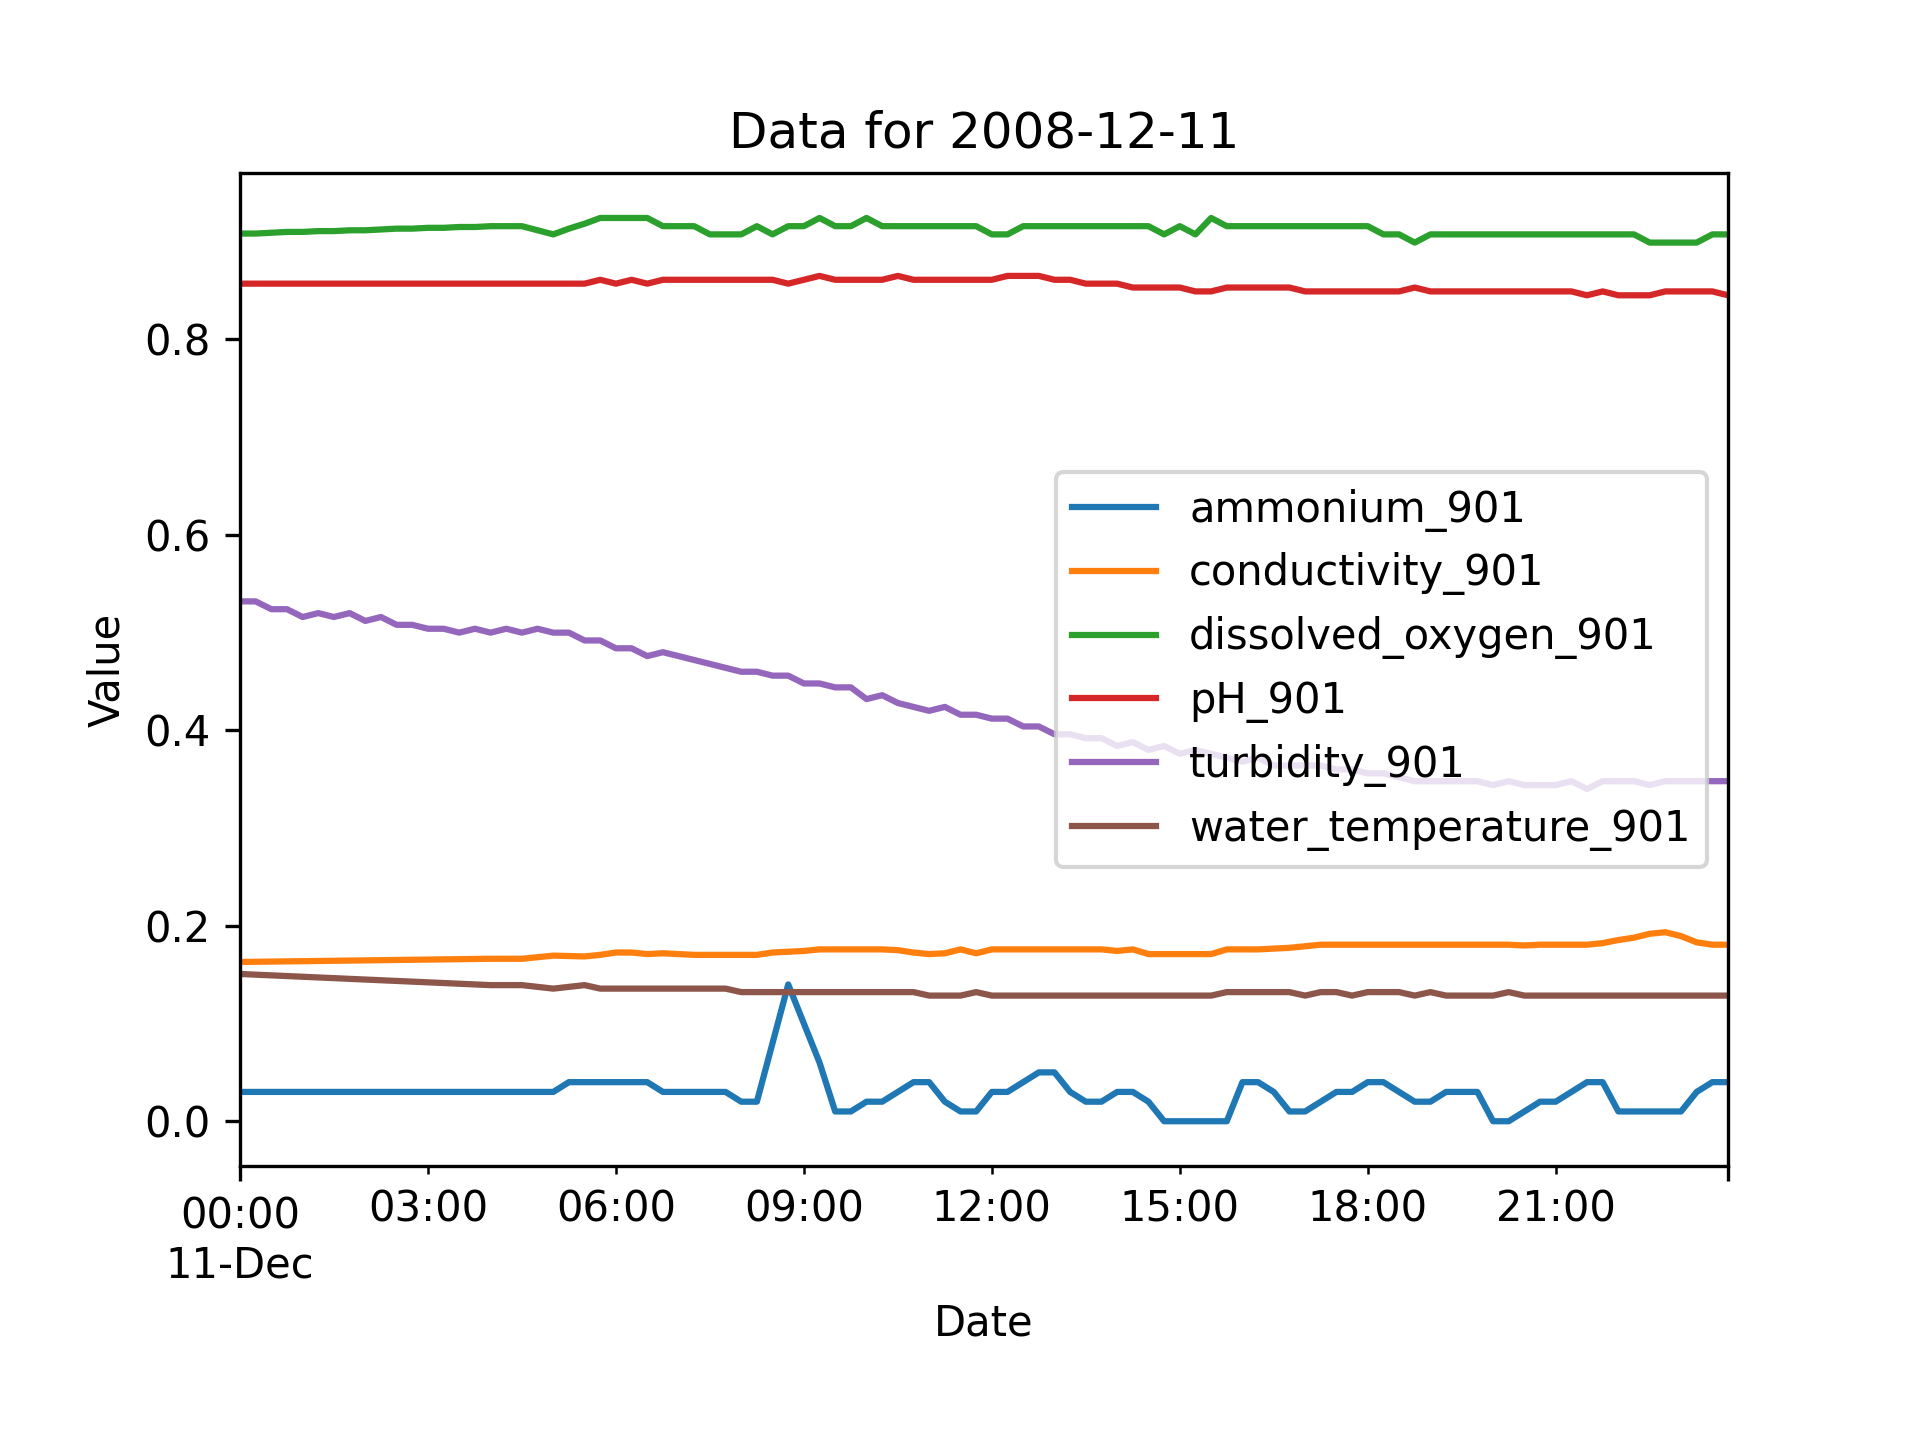 Data for 2008-12-11
Value
0.8
0.6
0.4
0.2
0.0
ammonium_901
conductivity_901
dissolved_oxygen_901
pH_901
turbidity_901
water_temperature_901
00:00 03:00 06:00 09:00 12:00 15:00 18:00 21:00
11-Dec
Date